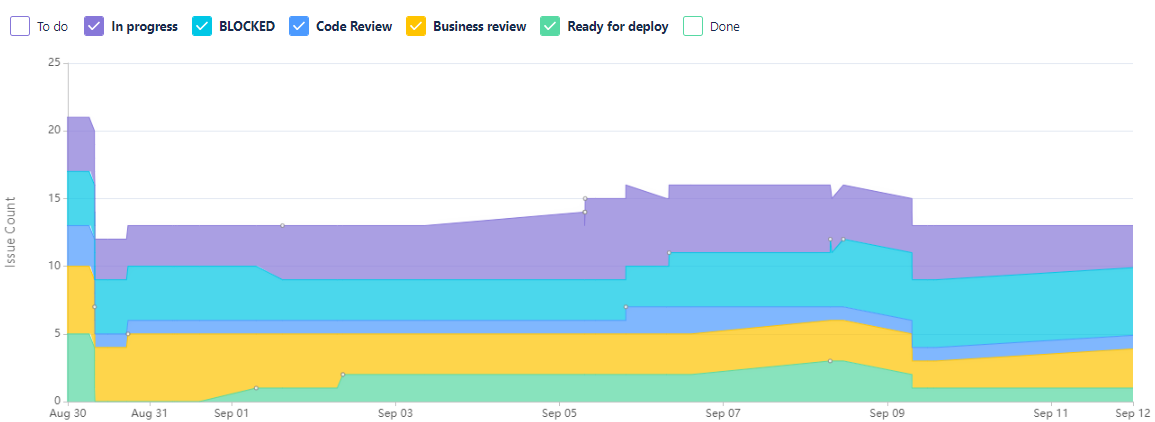 To do In progress BLOCKED Code Review Business review Ready for deploy Done
25
20
15
10
5
0
Issue Count
Aug 30 Aug 31 Sep 01 Sep 03 Sep 05 Sep 07 Sep 09 Sep 11 Sep 12